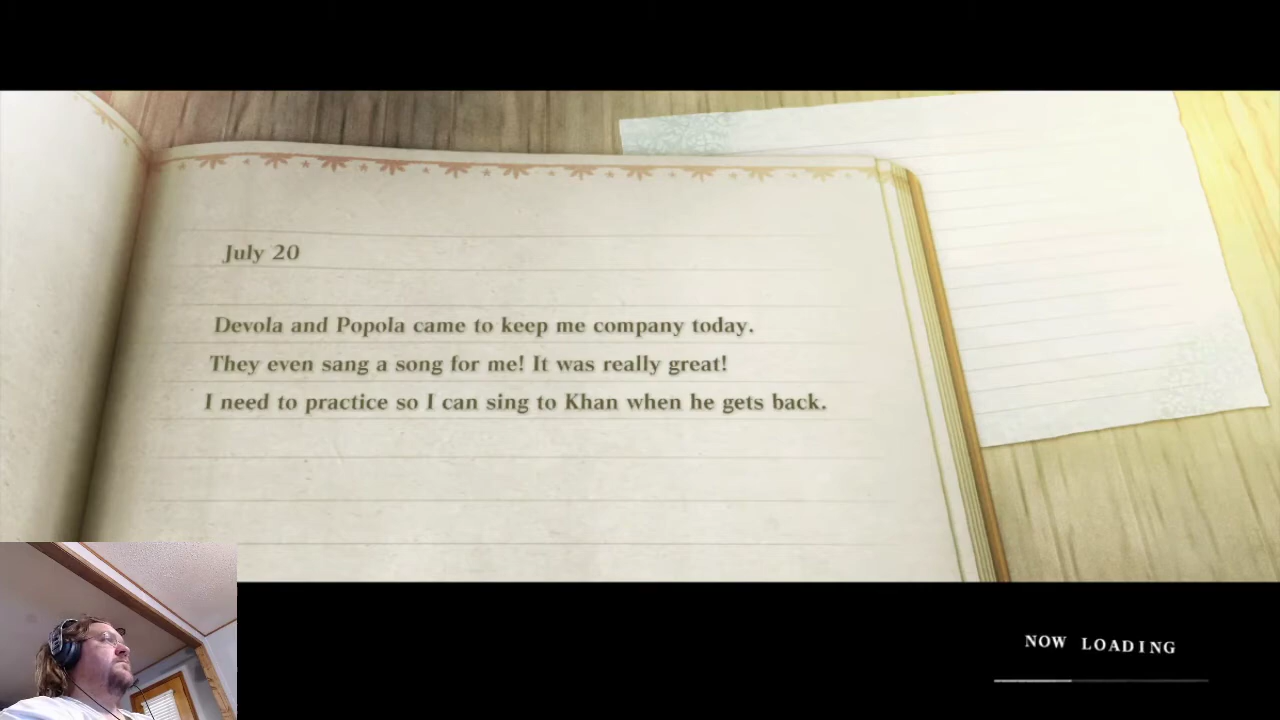 July 20
Devola and Popola came to keep me company today.
They even sang a song for me! It was really great!
I need to practice so I can sing to Khan when he gets back.
NOW LOADING